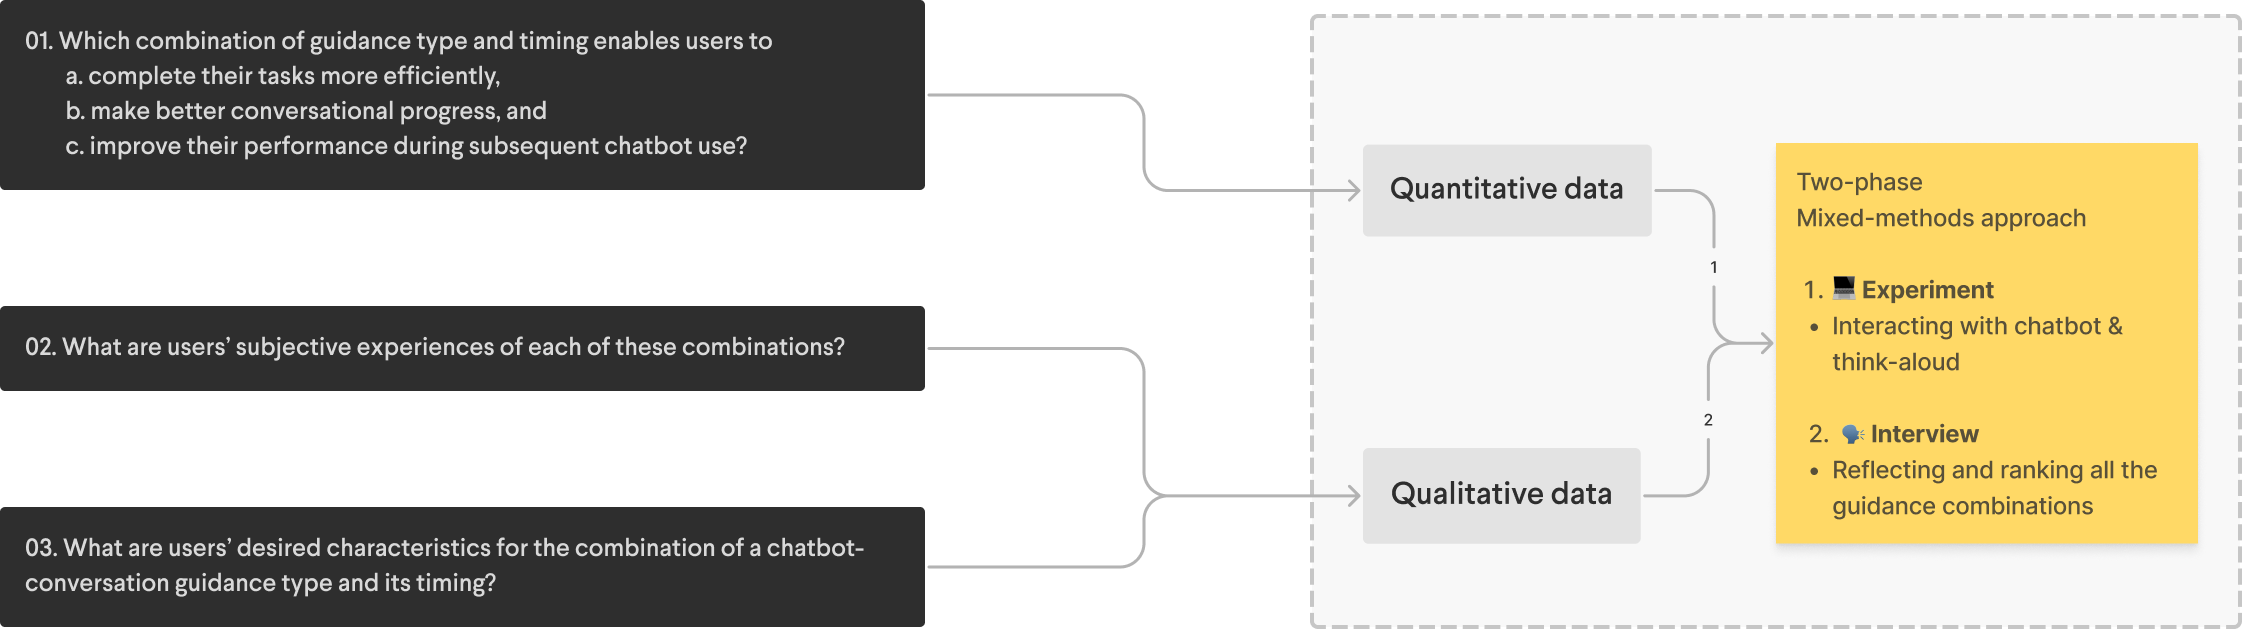 01. Which combination of guidance type and timing enables users to
a. complete their tasks more efficiently,
b. make better conversational progress, and
c. improve their performance during subsequent chatbot use?
02. What are users’ subjective experiences of each of these combinations?
03. What are users’ desired characteristics for the combination of a chatbot-
conversation guidance type and its timing?
Quantitative data
Qualitative data
1
2
Two-phase
Mixed-methods approach
1. Experiment
• Interacting with chatbot &
think-aloud
2. Interview
• Reflecting and ranking all the
guidance combinations